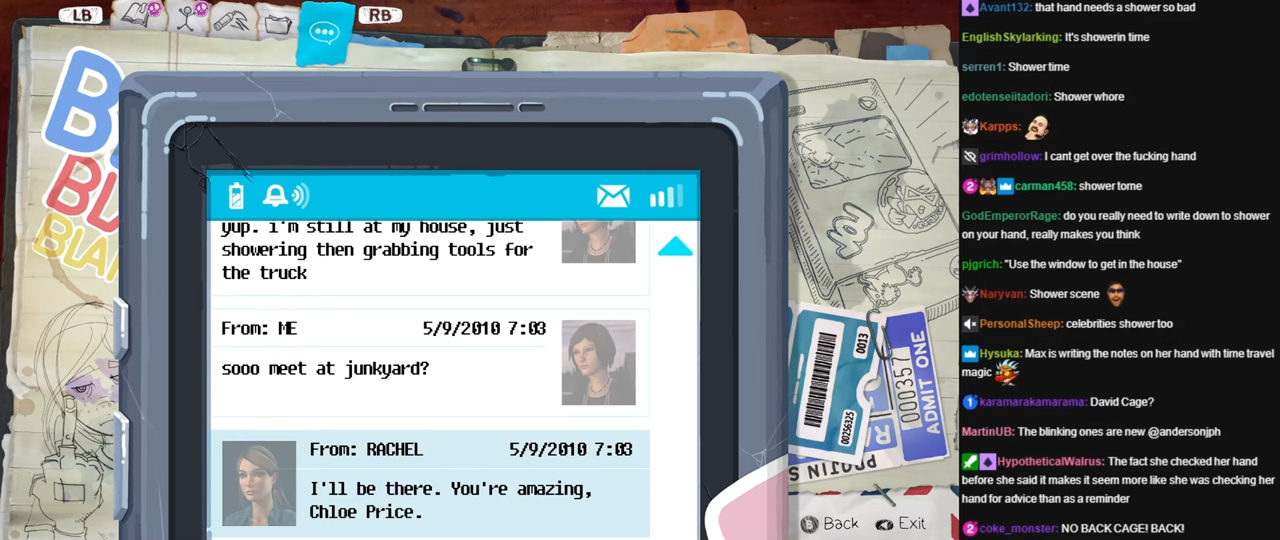 LB
RB
yup. i'm still at my house, just
showering then grabbing tools for
the truck
From: ME 5/9/2010 7:03
sooo meet at junkyard?
From: RACHEL 5/9/2010 7:03
I'll be there. You're amazing,
Chloe Price.
0013
00256325
000357
ADMIT ONE
B Back
Exit
Avant132: that hand needs a shower so bad
EnglishSkylarking: It's showerin time
serren1: Shower time
edotenseiitadori: Shower whore
Karpps:
grimhollow: I cant get over the fucking hand
2 carman458: shower tome
GodEmperorRage: do you really need to write down to shower
on your hand, really makes you think
pjgrich: "Use the window to get in the house"
Naryvan: Shower scene
PersonalSheep: celebrities shower too
Hysuka: Max is writing the notes on her hand with time travel
magic
1 karamarakamarama: David Cage?
MartinUB: The blinking ones are new @andersonjph
HypotheticalWalrus: The fact she checked her hand
before she said it makes it seem more like she was checking her
hand for advice than as a reminder
2 coke_monster: NO BACK CAGE! BACK!